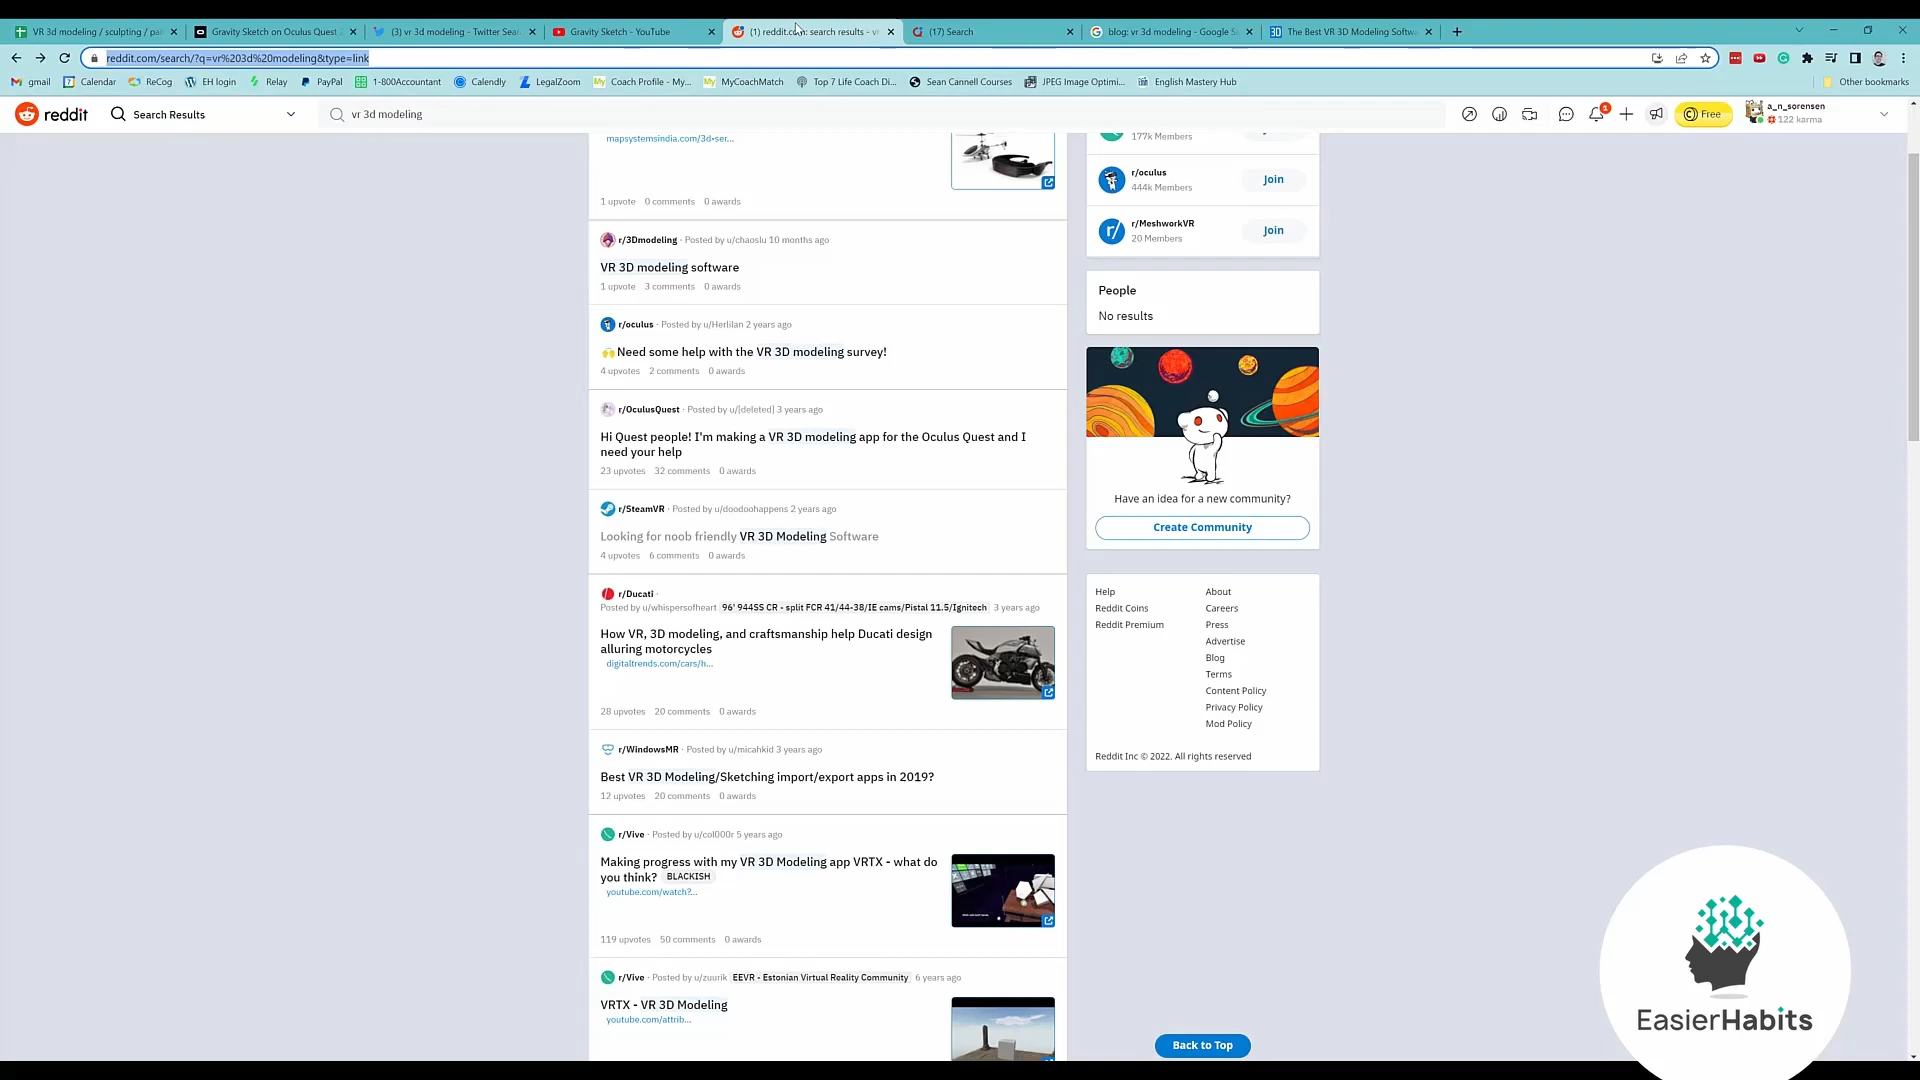 VR 3d modeling / sculpting / pai
Gravity Sketch on Oculus Quest
(3) vr 3d modeling - Twitter Sear
Gravity Sketch - YouTube
(1) reddit.com: search results - vr
(17) Search
blog: vr 3d modeling - Google S
The Best VR 3D Modeling Softw
reddit.com/search/?q=vr%203d%20modeling&type=link
gmail
Calendar
ReCog
EH login
Relay
PayPal
1-800Accountant
Calendly
LegalZoom
Coach Profile - My...
MyCoachMatch
Top 7 Life Coach Di...
Sean Cannell Courses
JPEG Image Optimi...
English Mastery Hub
Other bookmarks
reddit
Search Results
vr 3d modeling
1
Free
a_n_sorensen
122 karma
mapsystemsindia.com/3d-ser...
1 upvote 0 comments 0 awards
r/3Dmodeling · Posted by u/chaoslu 10 months ago
VR 3D modeling software
1 upvote 3 comments 0 awards
r/oculus · Posted by u/Herlilan 2 years ago
🙌Need some help with the VR 3D modeling survey!
4 upvotes 2 comments 0 awards
r/OculusQuest · Posted by u/[deleted] 3 years ago
Hi Quest people! I'm making a VR 3D modeling app for the Oculus Quest and I
need your help
23 upvotes 32 comments 0 awards
r/SteamVR · Posted by u/doodoohappens 2 years ago
Looking for noob friendly VR 3D Modeling Software
4 upvotes 6 comments 0 awards
r/Ducati ·
Posted by u/whispersofheart 96' 944SS CR - split FCR 41/44-38/IE cams/Pistal 11.5/Ignitech 3 years ago
How VR, 3D modeling, and craftsmanship help Ducati design
alluring motorcycles
digitaltrends.com/cars/h...
28 upvotes 20 comments 0 awards
r/WindowsMR · Posted by u/micahkid 3 years ago
Best VR 3D Modeling/Sketching import/export apps in 2019?
12 upvotes 20 comments 0 awards
r/Vive · Posted by u/col000r 5 years ago
Making progress with my VR 3D Modeling app VRTX - what do
you think? BLACKISH
youtube.com/watch?...
119 upvotes 50 comments 0 awards
r/Vive · Posted by u/zuurik EEVR - Estonian Virtual Reality Community 6 years ago
VRTX - VR 3D Modeling
youtube.com/attrib...
177k Members
r/oculus
444k Members
Join
r/MeshworkVR
20 Members
Join
People
No results
Have an idea for a new community?
Create Community
Help
Reddit Coins
Reddit Premium
About
Careers
Press
Advertise
Blog
Terms
Content Policy
Privacy Policy
Mod Policy
Reddit Inc © 2022. All rights reserved
Back to Top
EasierHabits